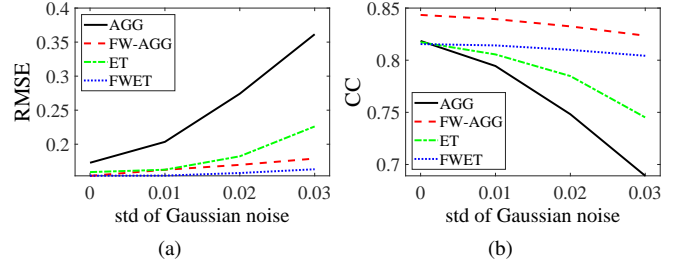 0.4
0.35
0.3
0.25
0.2
RMSE
AGG
FW-AGG
ET
FWET
0 0.01 0.02 0.03
std of Gaussian noise
(a)
0.85
0.8
0.75
0.7
CC
AGG
FW-AGG
ET
FWET
0 0.01 0.02 0.03
std of Gaussian noise
(b)